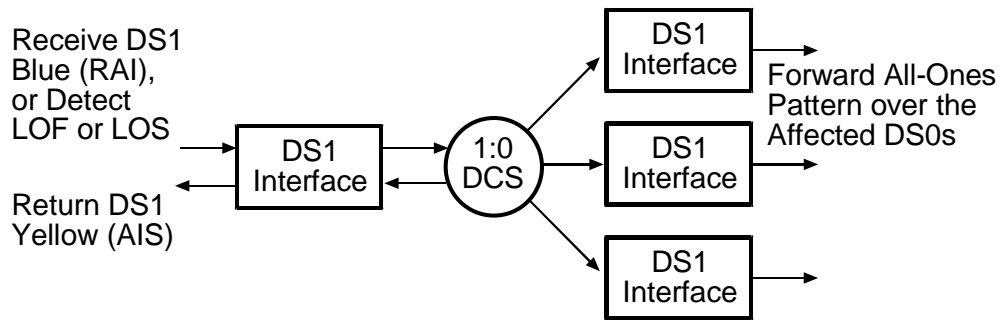 Receive DS1
Blue (RAI),
or Detect
LOF or LOS
Return DS1
Yellow (AIS)
DS1
Interface
1:0
DCS
DS1
Interface
DS1
Interface
DS1
Interface
Forward All-Ones
Pattern over the
Affected DS0s